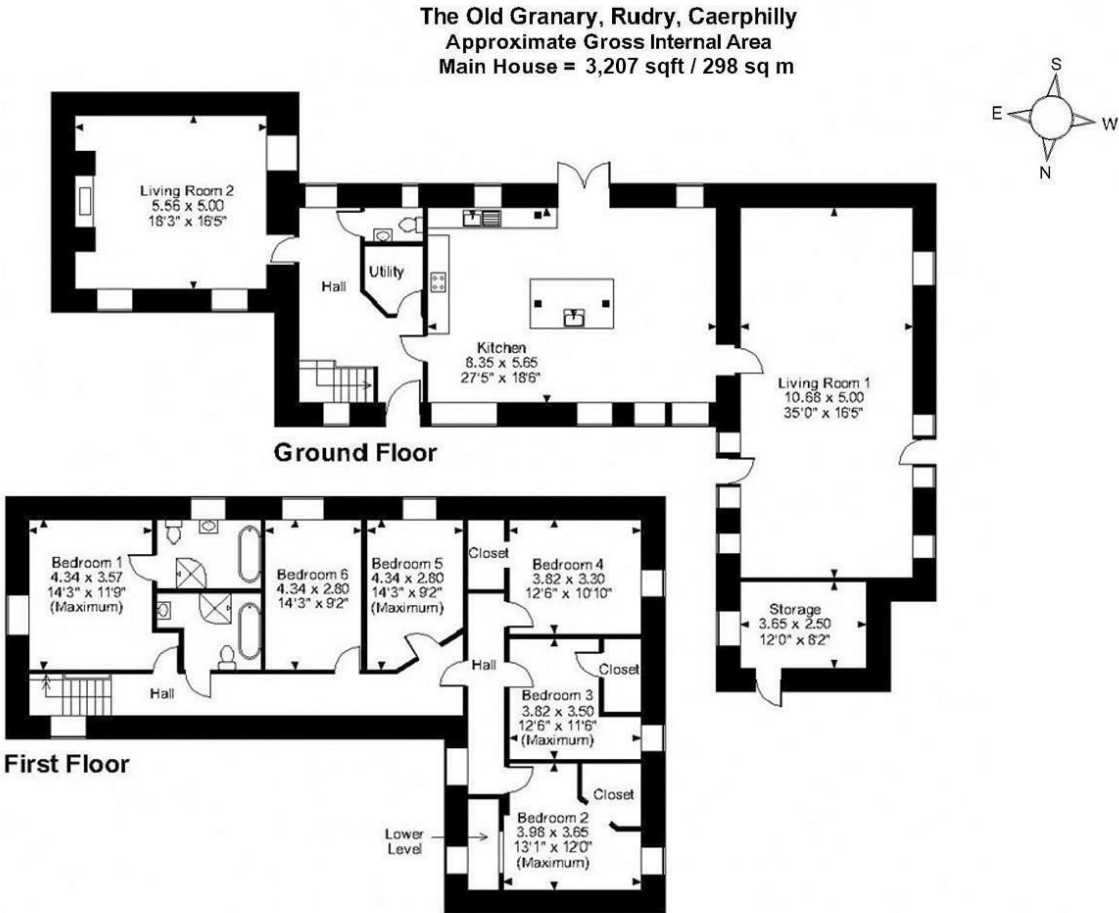 The Old Granary, Rudry, Caerphilly
Approximate Gross Internal Area
Main House = 3,207 sqft / 298 sq m
S
E
W
N
Living Room 2
5.56 x 5.00
18'3" x 16'5"
Hall
Utility
Kitchen
8.35 x 5.65
27'5" x 18'6"
Living Room 1
10.68 x 5.00
35'0" x 16'5"
Storage
3.65 x 2.50
12'0" x 8'2"
Ground Floor
Bedroom 1
4.34 x 3.57
14'3" x 11'9"
(Maximum)
Bedroom 6
4.34 x 2.80
14'3" x 9'2"
Bedroom 5
4.34 x 2.80
14'3" x 9'2"
(Maximum)
Closet
Bedroom 4
3.82 x 3.30
12'6" x 10'10"
Hall
Hall
Closet
Bedroom 3
3.82 x 3.50
12'6" x 11'6"
(Maximum)
Closet
Bedroom 2
3.98 x 3.65
13'1" x 12'0"
(Maximum)
Lower
Level
First Floor